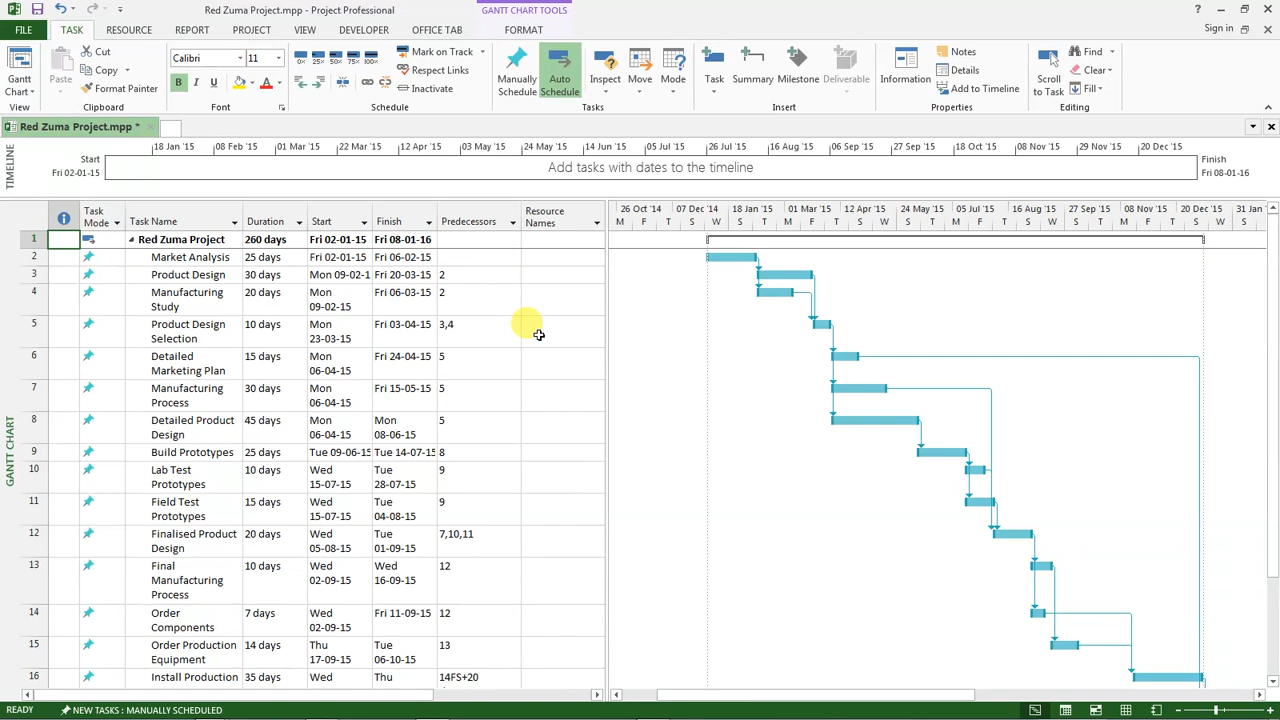 Red Zuma Project.mpp - Project Professional
GANTT CHART TOOLS
FILE TASK RESOURCE REPORT PROJECT VIEW DEVELOPER OFFICE TAB FORMAT
Sign in
Gantt Chart
Paste
Cut
Copy
Format Painter
Calibri 11
B I U A
0% 25% 50% 75% 100%
Mark on Track
Respect Links
Inactivate
Manually Schedule
Auto Schedule
Inspect
Move
Mode
Task
Summary
Milestone
Deliverable
Information
Notes
Details
Add to Timeline
Scroll to Task
Find
Clear
Fill
View Clipboard Font Schedule Tasks Insert Properties Editing
Red Zuma Project.mpp *
TIMELINE
18 Jan '15 08 Feb '15 01 Mar '15 22 Mar '15 12 Apr '15 03 May '15 24 May '15 14 Jun '15 05 Jul '15 26 Jul '15 16 Aug '15 06 Sep '15 27 Sep '15 18 Oct '15 08 Nov '15 29 Nov '15 20 Dec '15
Start
Fri 02-01-15
Add tasks with dates to the timeline
Finish
Fri 08-01-16
GANTT CHART
Task Mode Task Name Duration Start Finish Predecessors Resource Names
26 Oct '14 07 Dec '14 18 Jan '15 01 Mar '15 12 Apr '15 24 May '15 05 Jul '15 16 Aug '15 27 Sep '15 08 Nov '15 20 Dec '15 31 Jan
M F T S W S T M F T S W S T M F T S W S T M F T S W S
1 Red Zuma Project 260 days Fri 02-01-15 Fri 08-01-16
2 Market Analysis 25 days Fri 02-01-15 Fri 06-02-15
3 Product Design 30 days Mon 09-02-1 Fri 20-03-15 2
4 Manufacturing Study 20 days Mon 09-02-15 Fri 06-03-15 2
5 Product Design Selection 10 days Mon 23-03-15 Fri 03-04-15 3,4
6 Detailed Marketing Plan 15 days Mon 06-04-15 Fri 24-04-15 5
7 Manufacturing Process 30 days Mon 06-04-15 Fri 15-05-15 5
8 Detailed Product Design 45 days Mon 06-04-15 Mon 08-06-15 5
9 Build Prototypes 25 days Tue 09-06-15 Tue 14-07-15 8
10 Lab Test Prototypes 10 days Wed 15-07-15 Tue 28-07-15 9
11 Field Test Prototypes 15 days Wed 15-07-15 Tue 04-08-15 9
12 Finalised Product Design 20 days Wed 05-08-15 Tue 01-09-15 7,10,11
13 Final Manufacturing Process 10 days Wed 02-09-15 Wed 16-09-15 12
14 Order Components 7 days Wed 02-09-15 Fri 11-09-15 12
15 Order Production Equipment 14 days Thu 17-09-15 Tue 06-10-15 13
16 Install Production 35 days Wed Thu 14FS+20
READY NEW TASKS : MANUALLY SCHEDULED